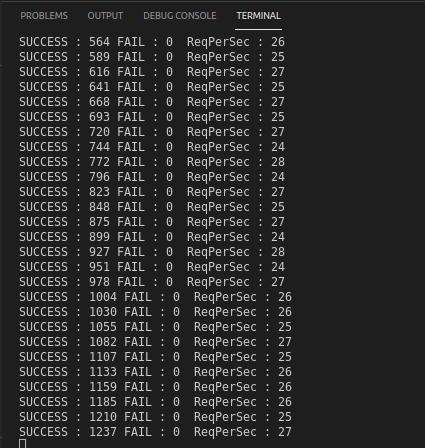 PROBLEMS OUTPUT DEBUG CONSOLE TERMINAL
SUCCESS : 564 FAIL : 0  ReqPerSec : 26
SUCCESS : 589 FAIL : 0  ReqPerSec : 25
SUCCESS : 616 FAIL : 0  ReqPerSec : 27
SUCCESS : 641 FAIL : 0  ReqPerSec : 25
SUCCESS : 668 FAIL : 0  ReqPerSec : 27
SUCCESS : 693 FAIL : 0  ReqPerSec : 25
SUCCESS : 720 FAIL : 0  ReqPerSec : 27
SUCCESS : 744 FAIL : 0  ReqPerSec : 24
SUCCESS : 772 FAIL : 0  ReqPerSec : 28
SUCCESS : 796 FAIL : 0  ReqPerSec : 24
SUCCESS : 823 FAIL : 0  ReqPerSec : 27
SUCCESS : 848 FAIL : 0  ReqPerSec : 25
SUCCESS : 875 FAIL : 0  ReqPerSec : 27
SUCCESS : 899 FAIL : 0  ReqPerSec : 24
SUCCESS : 927 FAIL : 0  ReqPerSec : 28
SUCCESS : 951 FAIL : 0  ReqPerSec : 24
SUCCESS : 978 FAIL : 0  ReqPerSec : 27
SUCCESS : 1004 FAIL : 0  ReqPerSec : 26
SUCCESS : 1030 FAIL : 0  ReqPerSec : 26
SUCCESS : 1055 FAIL : 0  ReqPerSec : 25
SUCCESS : 1082 FAIL : 0  ReqPerSec : 27
SUCCESS : 1107 FAIL : 0  ReqPerSec : 25
SUCCESS : 1133 FAIL : 0  ReqPerSec : 26
SUCCESS : 1159 FAIL : 0  ReqPerSec : 26
SUCCESS : 1185 FAIL : 0  ReqPerSec : 26
SUCCESS : 1210 FAIL : 0  ReqPerSec : 25
SUCCESS : 1237 FAIL : 0  ReqPerSec : 27